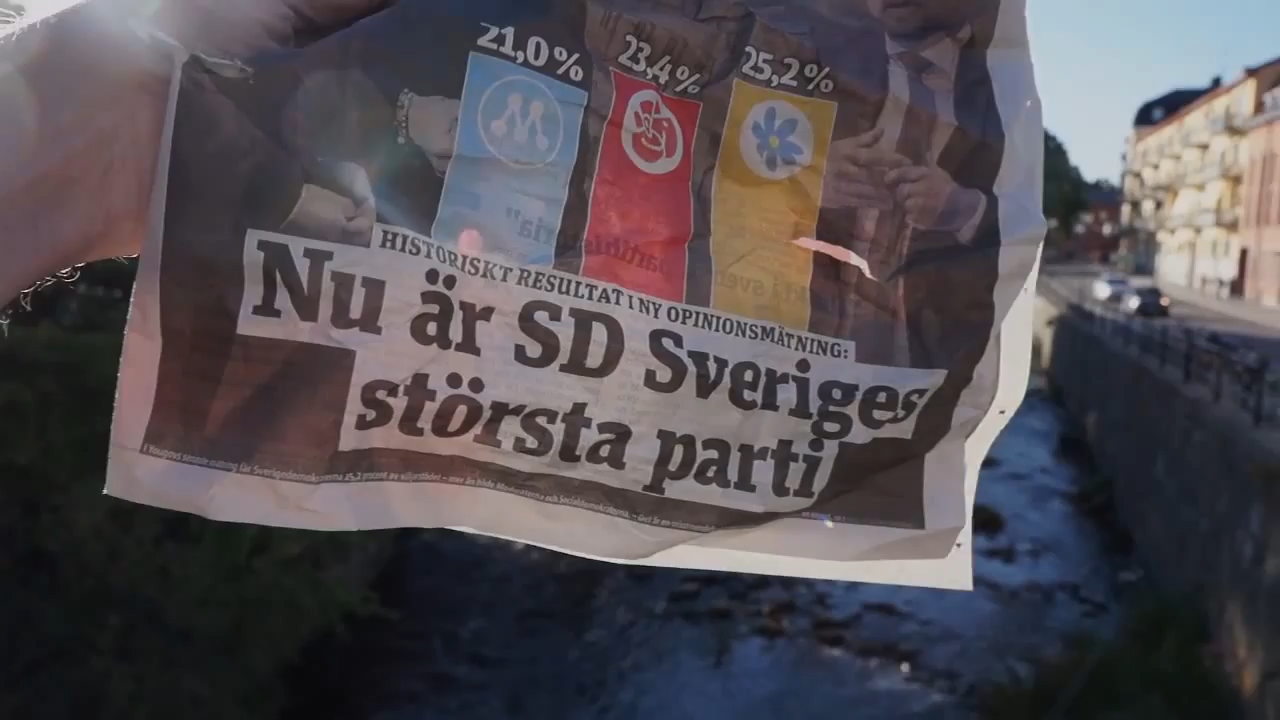 21,0% 23,4% 25,2%
HISTORISKT RESULTAT I NY OPINIONSMÄTNING:
Nu är SD Sveriges
största parti